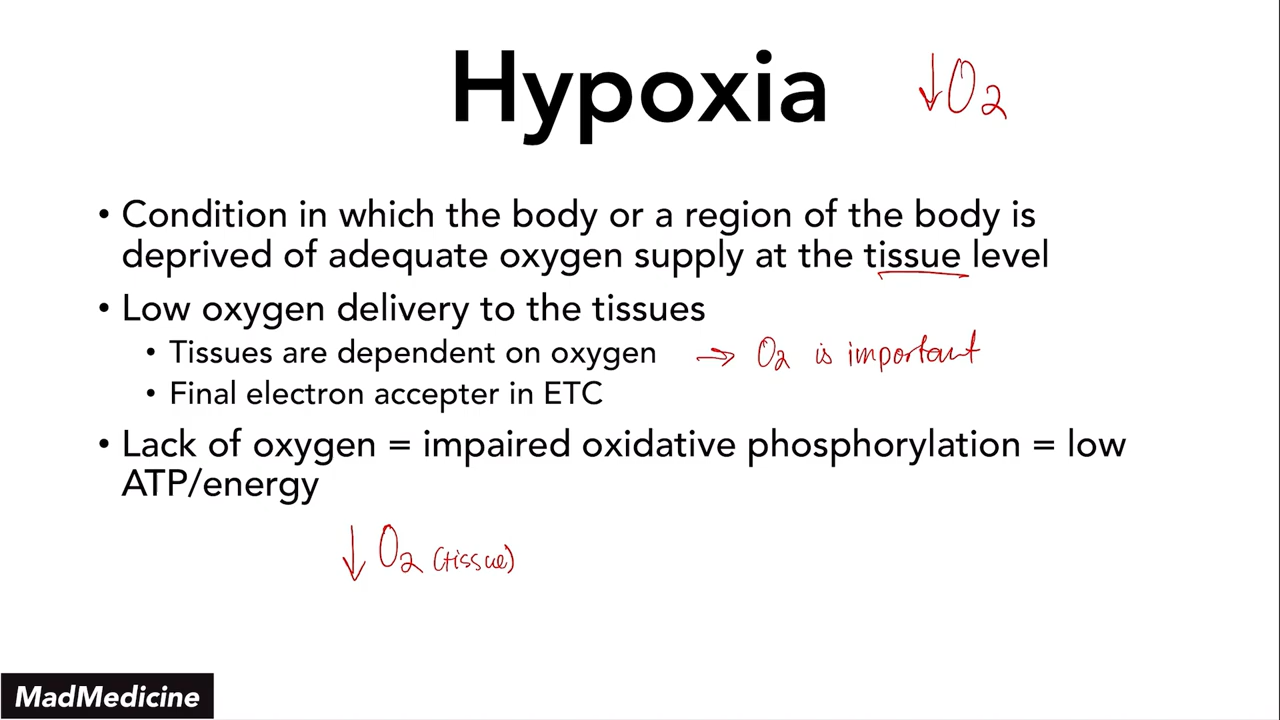 Hypoxia ↓O₂
• Condition in which the body or a region of the body is
deprived of adequate oxygen supply at the tissue level
• Low oxygen delivery to the tissues
• Tissues are dependent on oxygen → O₂ is important
• Final electron accepter in ETC
• Lack of oxygen = impaired oxidative phosphorylation = low
ATP/energy
↓ O₂ (tissue)
MadMedicine